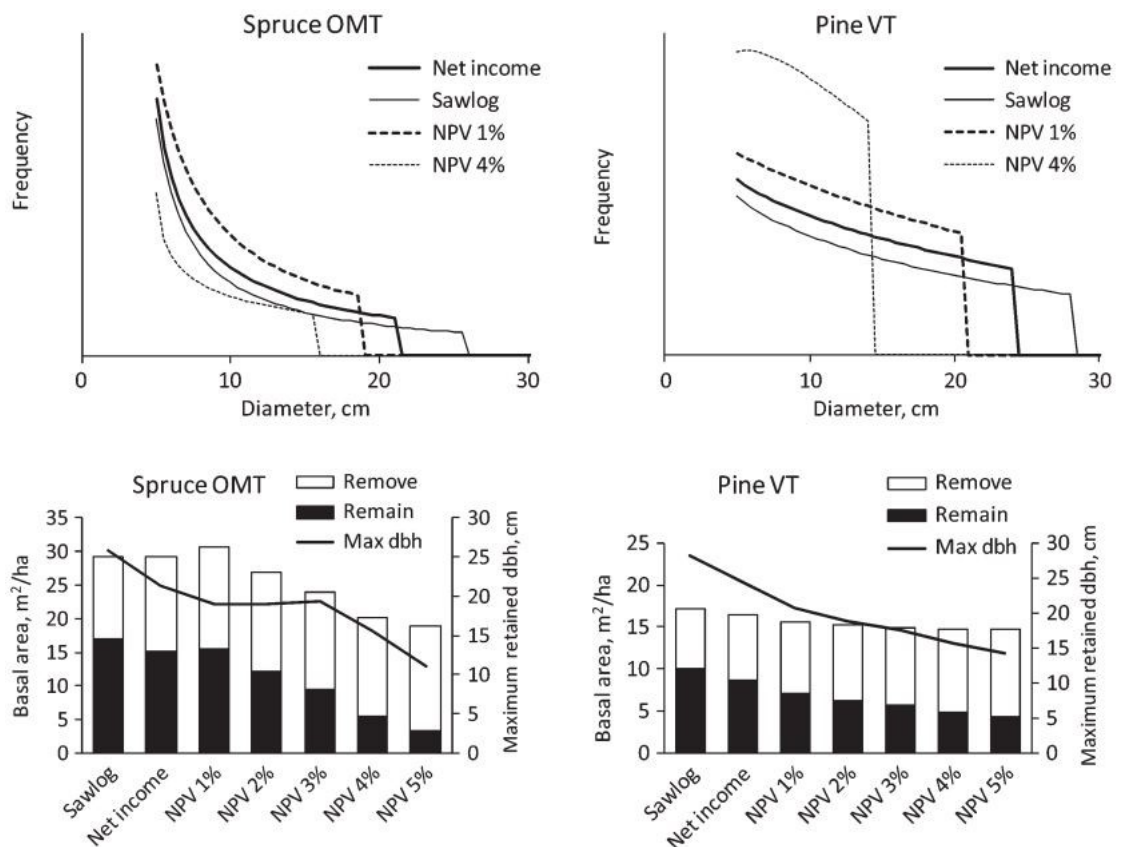 Spruce OMT
Frequency
Net income
Sawlog
NPV 1%
NPV 4%
0 10 20 30
Diameter, cm
Pine VT
Frequency
Net income
Sawlog
NPV 1%
NPV 4%
0 10 20 30
Diameter, cm
Spruce OMT
Remove
Remain
Max dbh
Basal area, m²/ha
35
30
25
20
15
10
5
0
30
25
20
15
10
5
0
Maximum retained dbh, cm
Sawlog
Net income
NPV 1%
NPV 2%
NPV 3%
NPV 4%
NPV 5%
Pine VT
Remove
Remain
Max dbh
Basal area, m²/ha
25
20
15
10
5
0
30
25
20
15
10
5
0
Maximum retained dbh, cm
Sawlog
Net income
NPV 1%
NPV 2%
NPV 3%
NPV 4%
NPV 5%